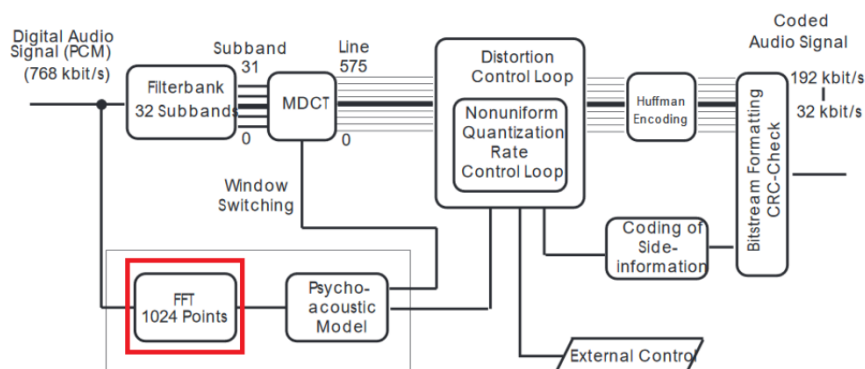 Digital Audio
Signal (PCM)
(768 kbit/s)
Subband
31
0
Filterbank
32 Subbands
Line
575
0
MDCT
Window
Switching
Distortion
Control Loop
Nonuniform
Quantization
Rate
Control Loop
Huffman
Encoding
Coded
Audio Signal
192 kbit/s
32 kbit/s
Bitstream Formatting
CRC-Check
Coding of
Side-
information
FFT
1024 Points
Psycho-
acoustic
Model
External Control